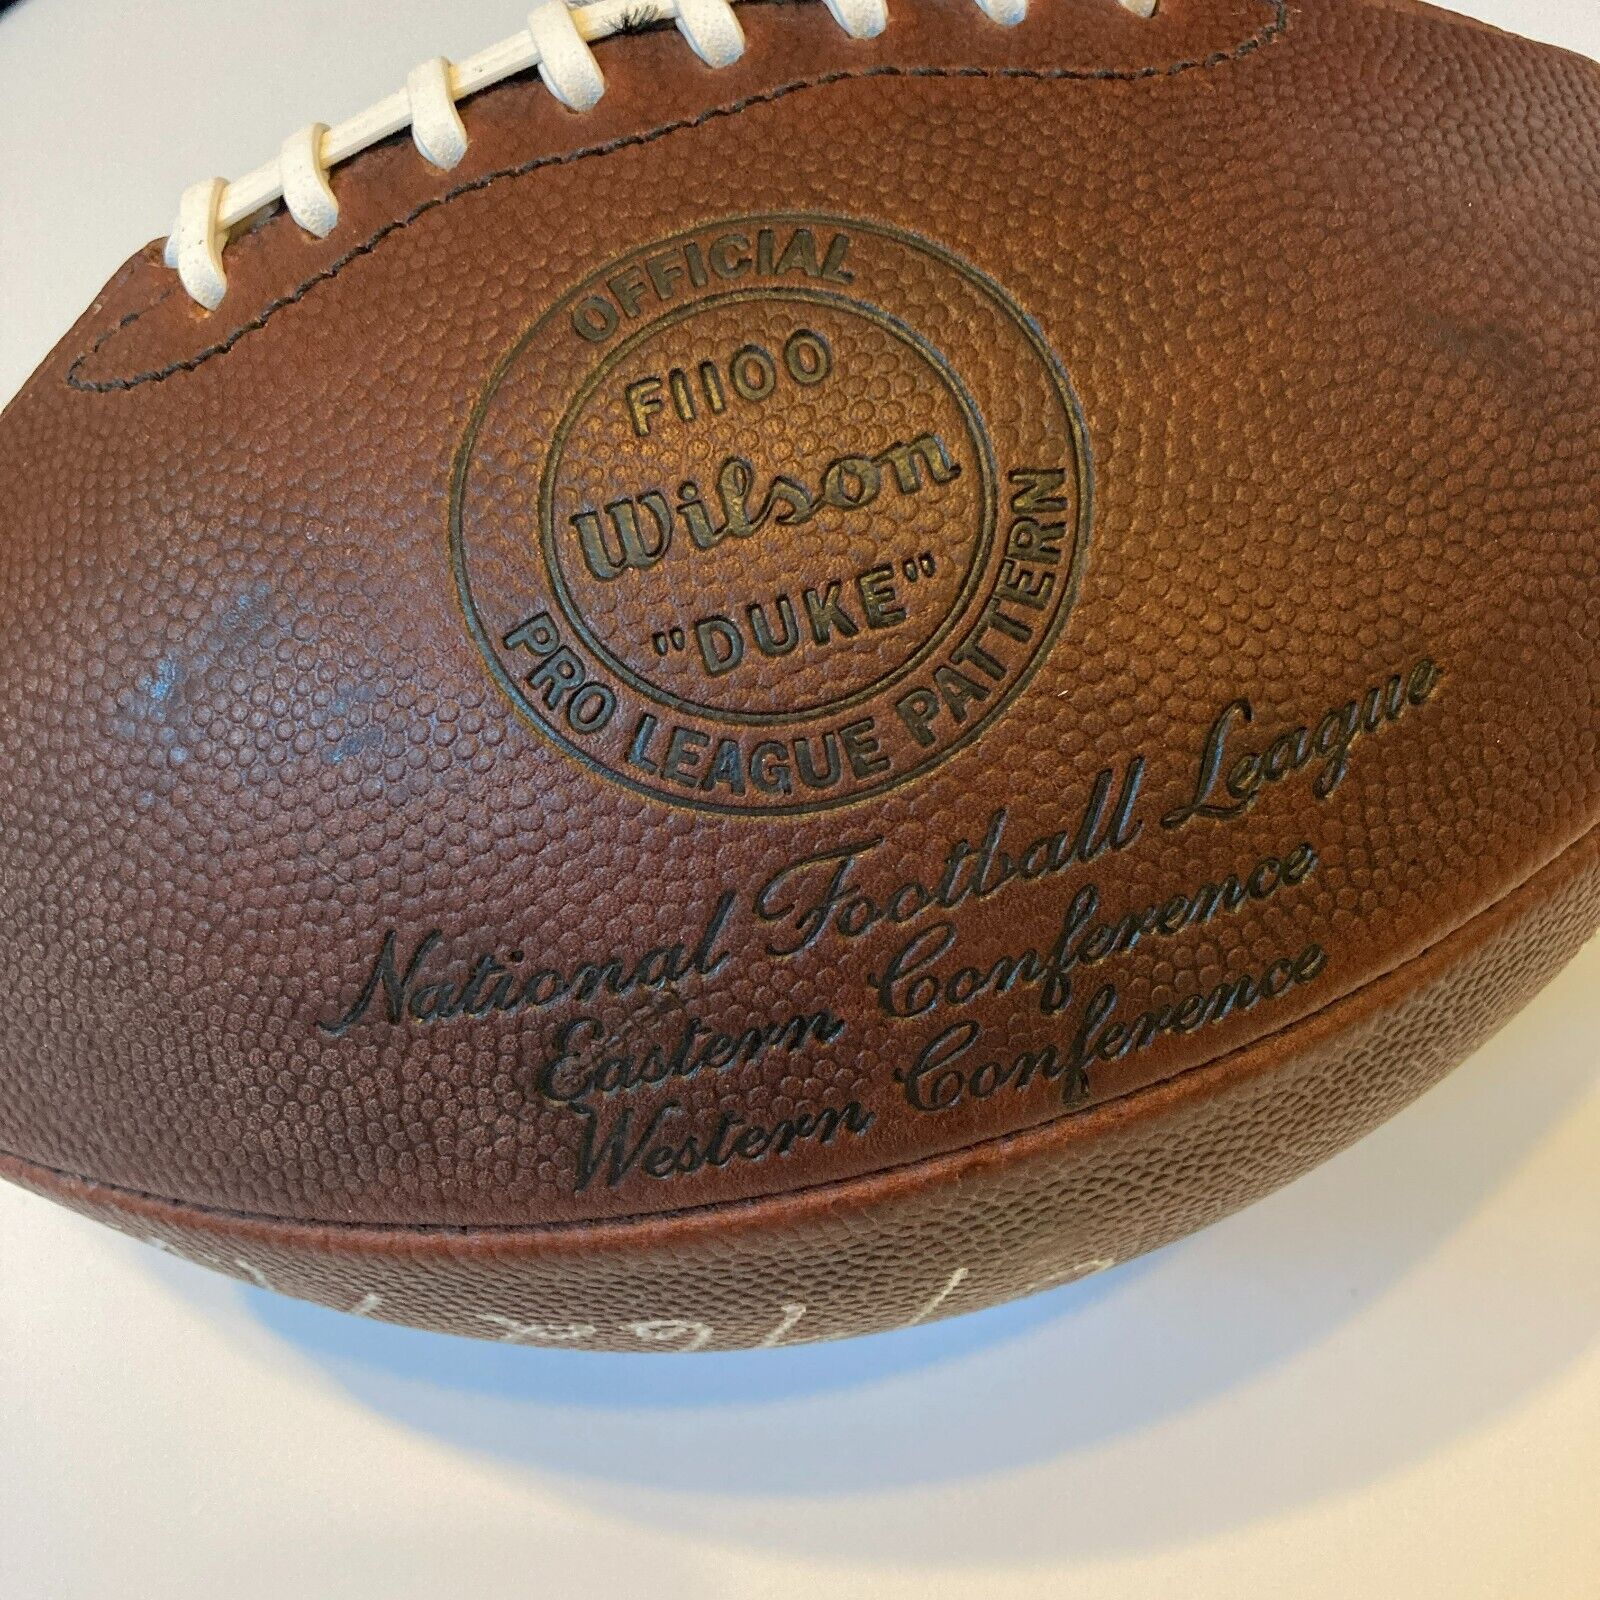 OFFICIAL
F1100
Wilson
"DUKE"
PRO LEAGUE PATTERN
National Football League
Eastern Conference
Western Conference